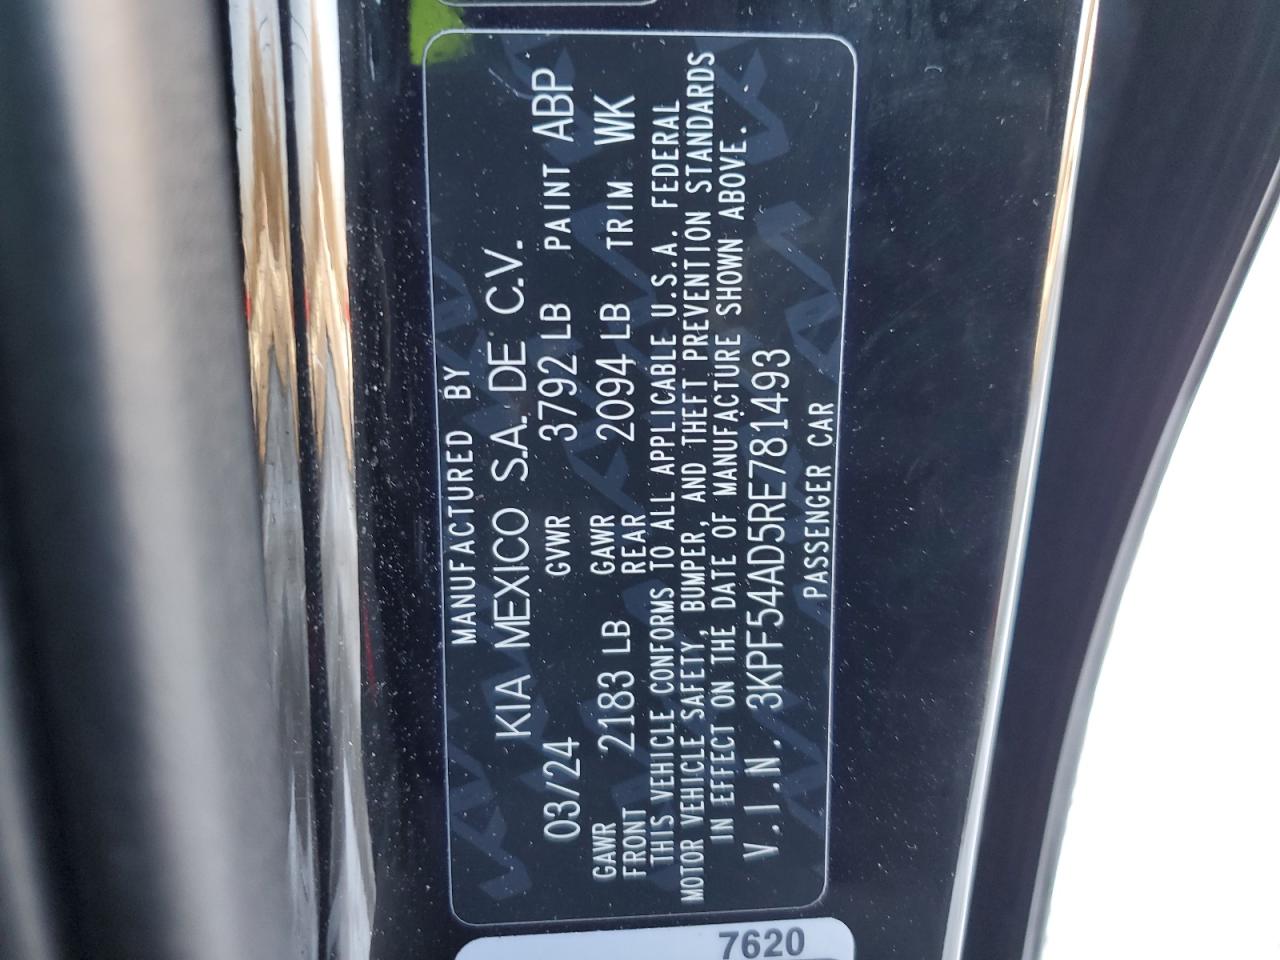 MANUFACTURED BY
KIA MEXICO S.A. DE C.V.
03/24 GVWR 3792 LB PAINT ABP
GAWR FRONT 2183 LB GAWR REAR 2094 LB TRIM WK
THIS VEHICLE CONFORMS TO ALL APPLICABLE U.S.A. FEDERAL
MOTOR VEHICLE SAFETY, BUMPER, AND THEFT PREVENTION STANDARDS
IN EFFECT ON THE DATE OF MANUFACTURE SHOWN ABOVE.
V.I.N. 3KPF54AD5RE781493
PASSENGER CAR
7620